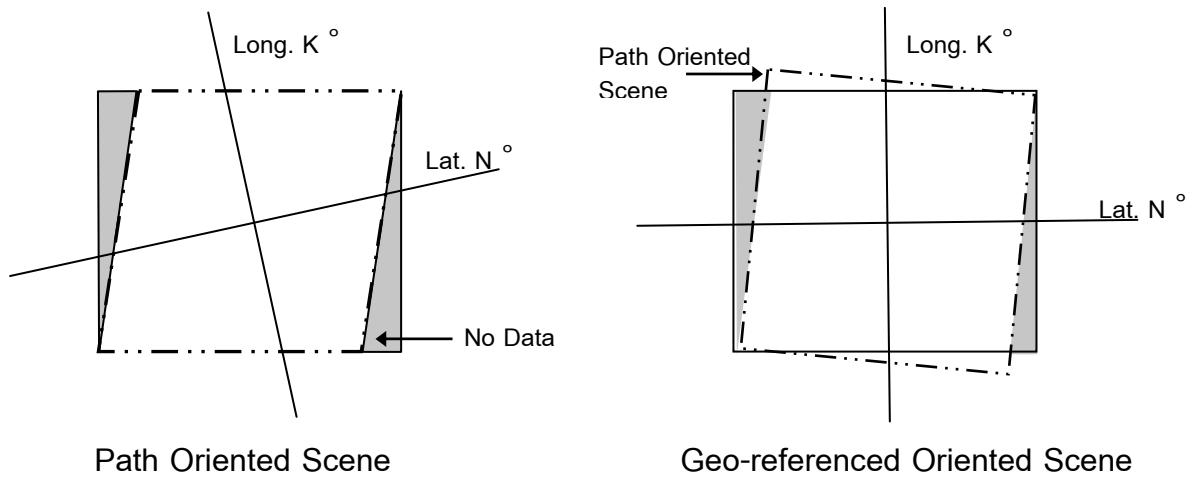 Long. K °
Lat. N °
No Data
Path Oriented Scene
Path Oriented
Scene
Long. K °
Lat. N °
Geo-referenced Oriented Scene